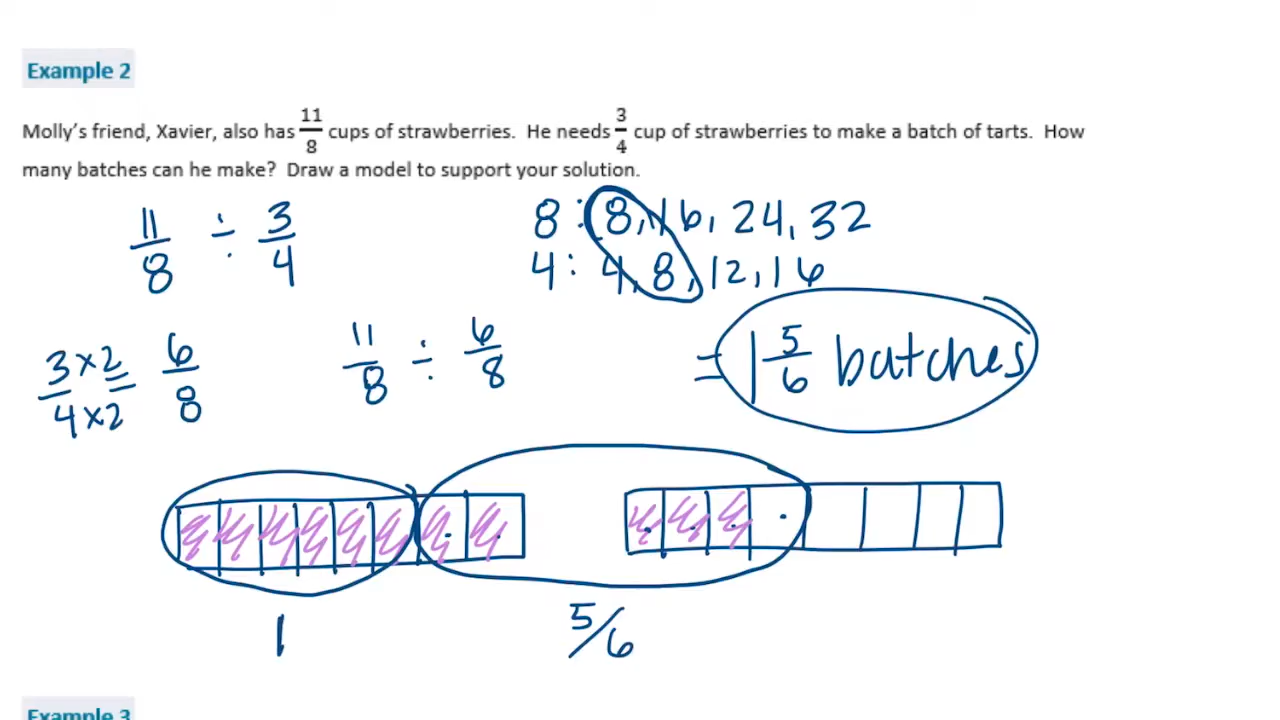 Example 2
Molly's friend, Xavier, also has 11/8 cups of strawberries. He needs 3/4 cup of strawberries to make a batch of tarts. How
many batches can he make? Draw a model to support your solution.
11/8 ÷ 3/4
8: 8, 16, 24, 32
4: 4, 8, 12, 16
3×2/4×2 = 6/8
11/8 ÷ 6/8
= 1 5/6 batches
1
5/6
Example 3